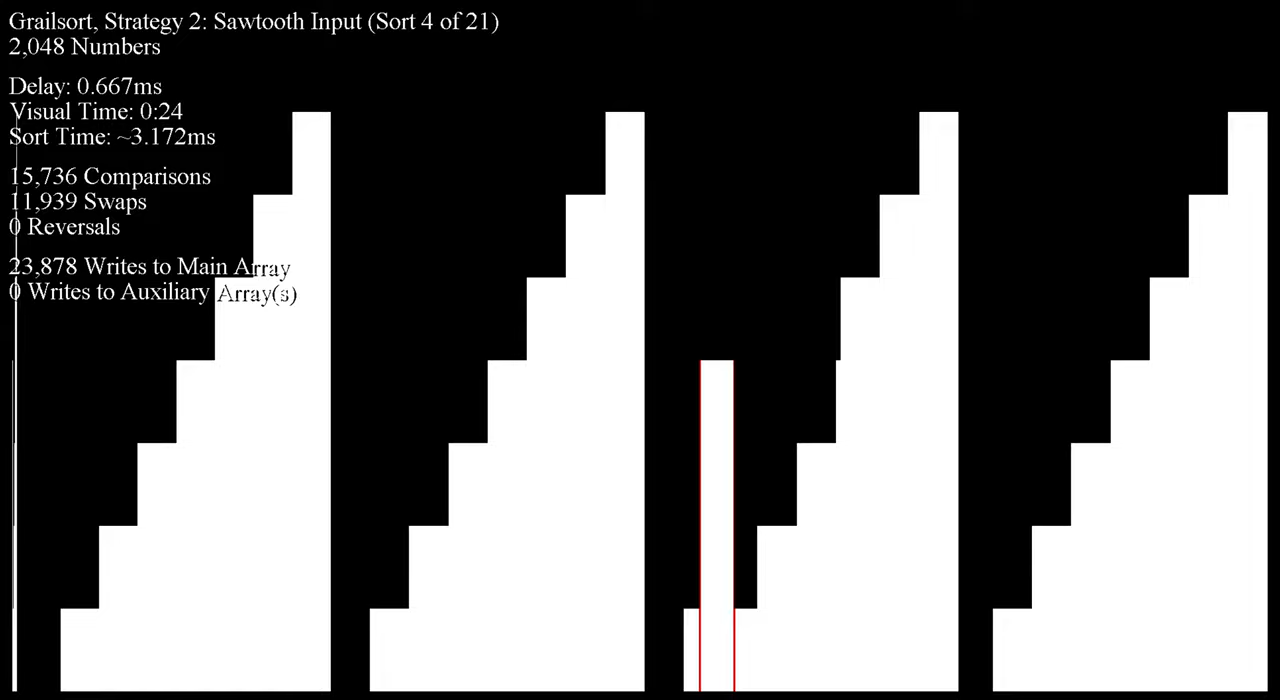 Grailsort, Strategy 2: Sawtooth Input (Sort 4 of 21)
2,048 Numbers
Delay: 0.667ms
Visual Time: 0:24
Sort Time: ~3.172ms
15,736 Comparisons
11,939 Swaps
0 Reversals
23,878 Writes to Main Array
0 Writes to Auxiliary Array(s)